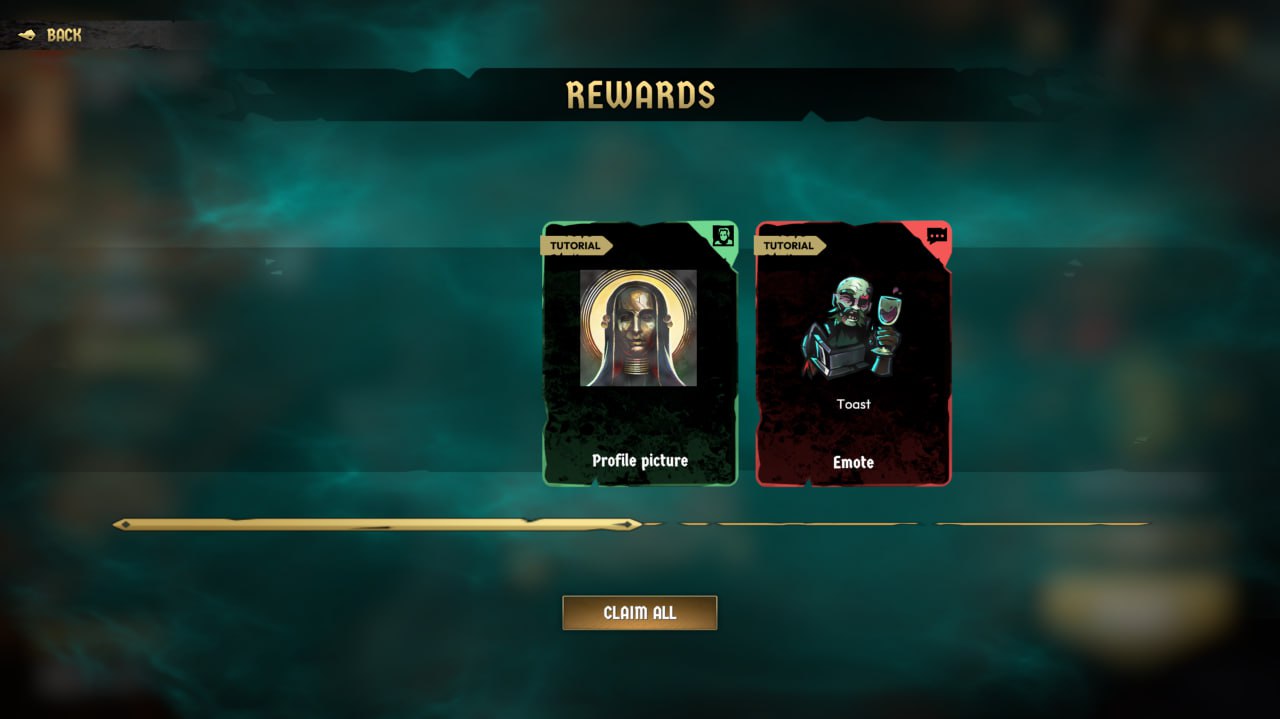 BACK
REWARDS
TUTORIAL
Profile picture
TUTORIAL
Toast
Emote
CLAIM ALL